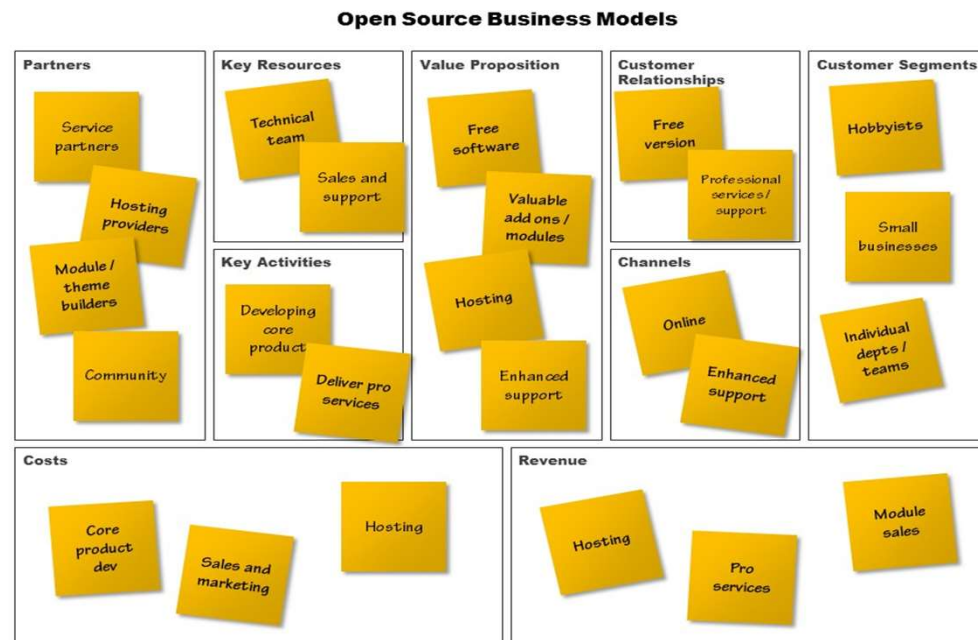 Open Source Business Models
Partners
Service
partners
Hosting
providers
Module /
theme
builders
Community
Key Resources
Technical
team
Sales and
support
Key Activities
Developing
core
product
Deliver pro
services
Value Proposition
Free
software
Valuable
add ons /
modules
Hosting
Enhanced
support
Customer
Relationships
Free
version
Professional
services /
support
Channels
Online
Enhanced
support
Customer Segments
Hobbyists
Small
businesses
Individual
depts /
teams
Costs
Core
product
dev
Sales and
marketing
Hosting
Revenue
Hosting
Pro
services
Module
sales